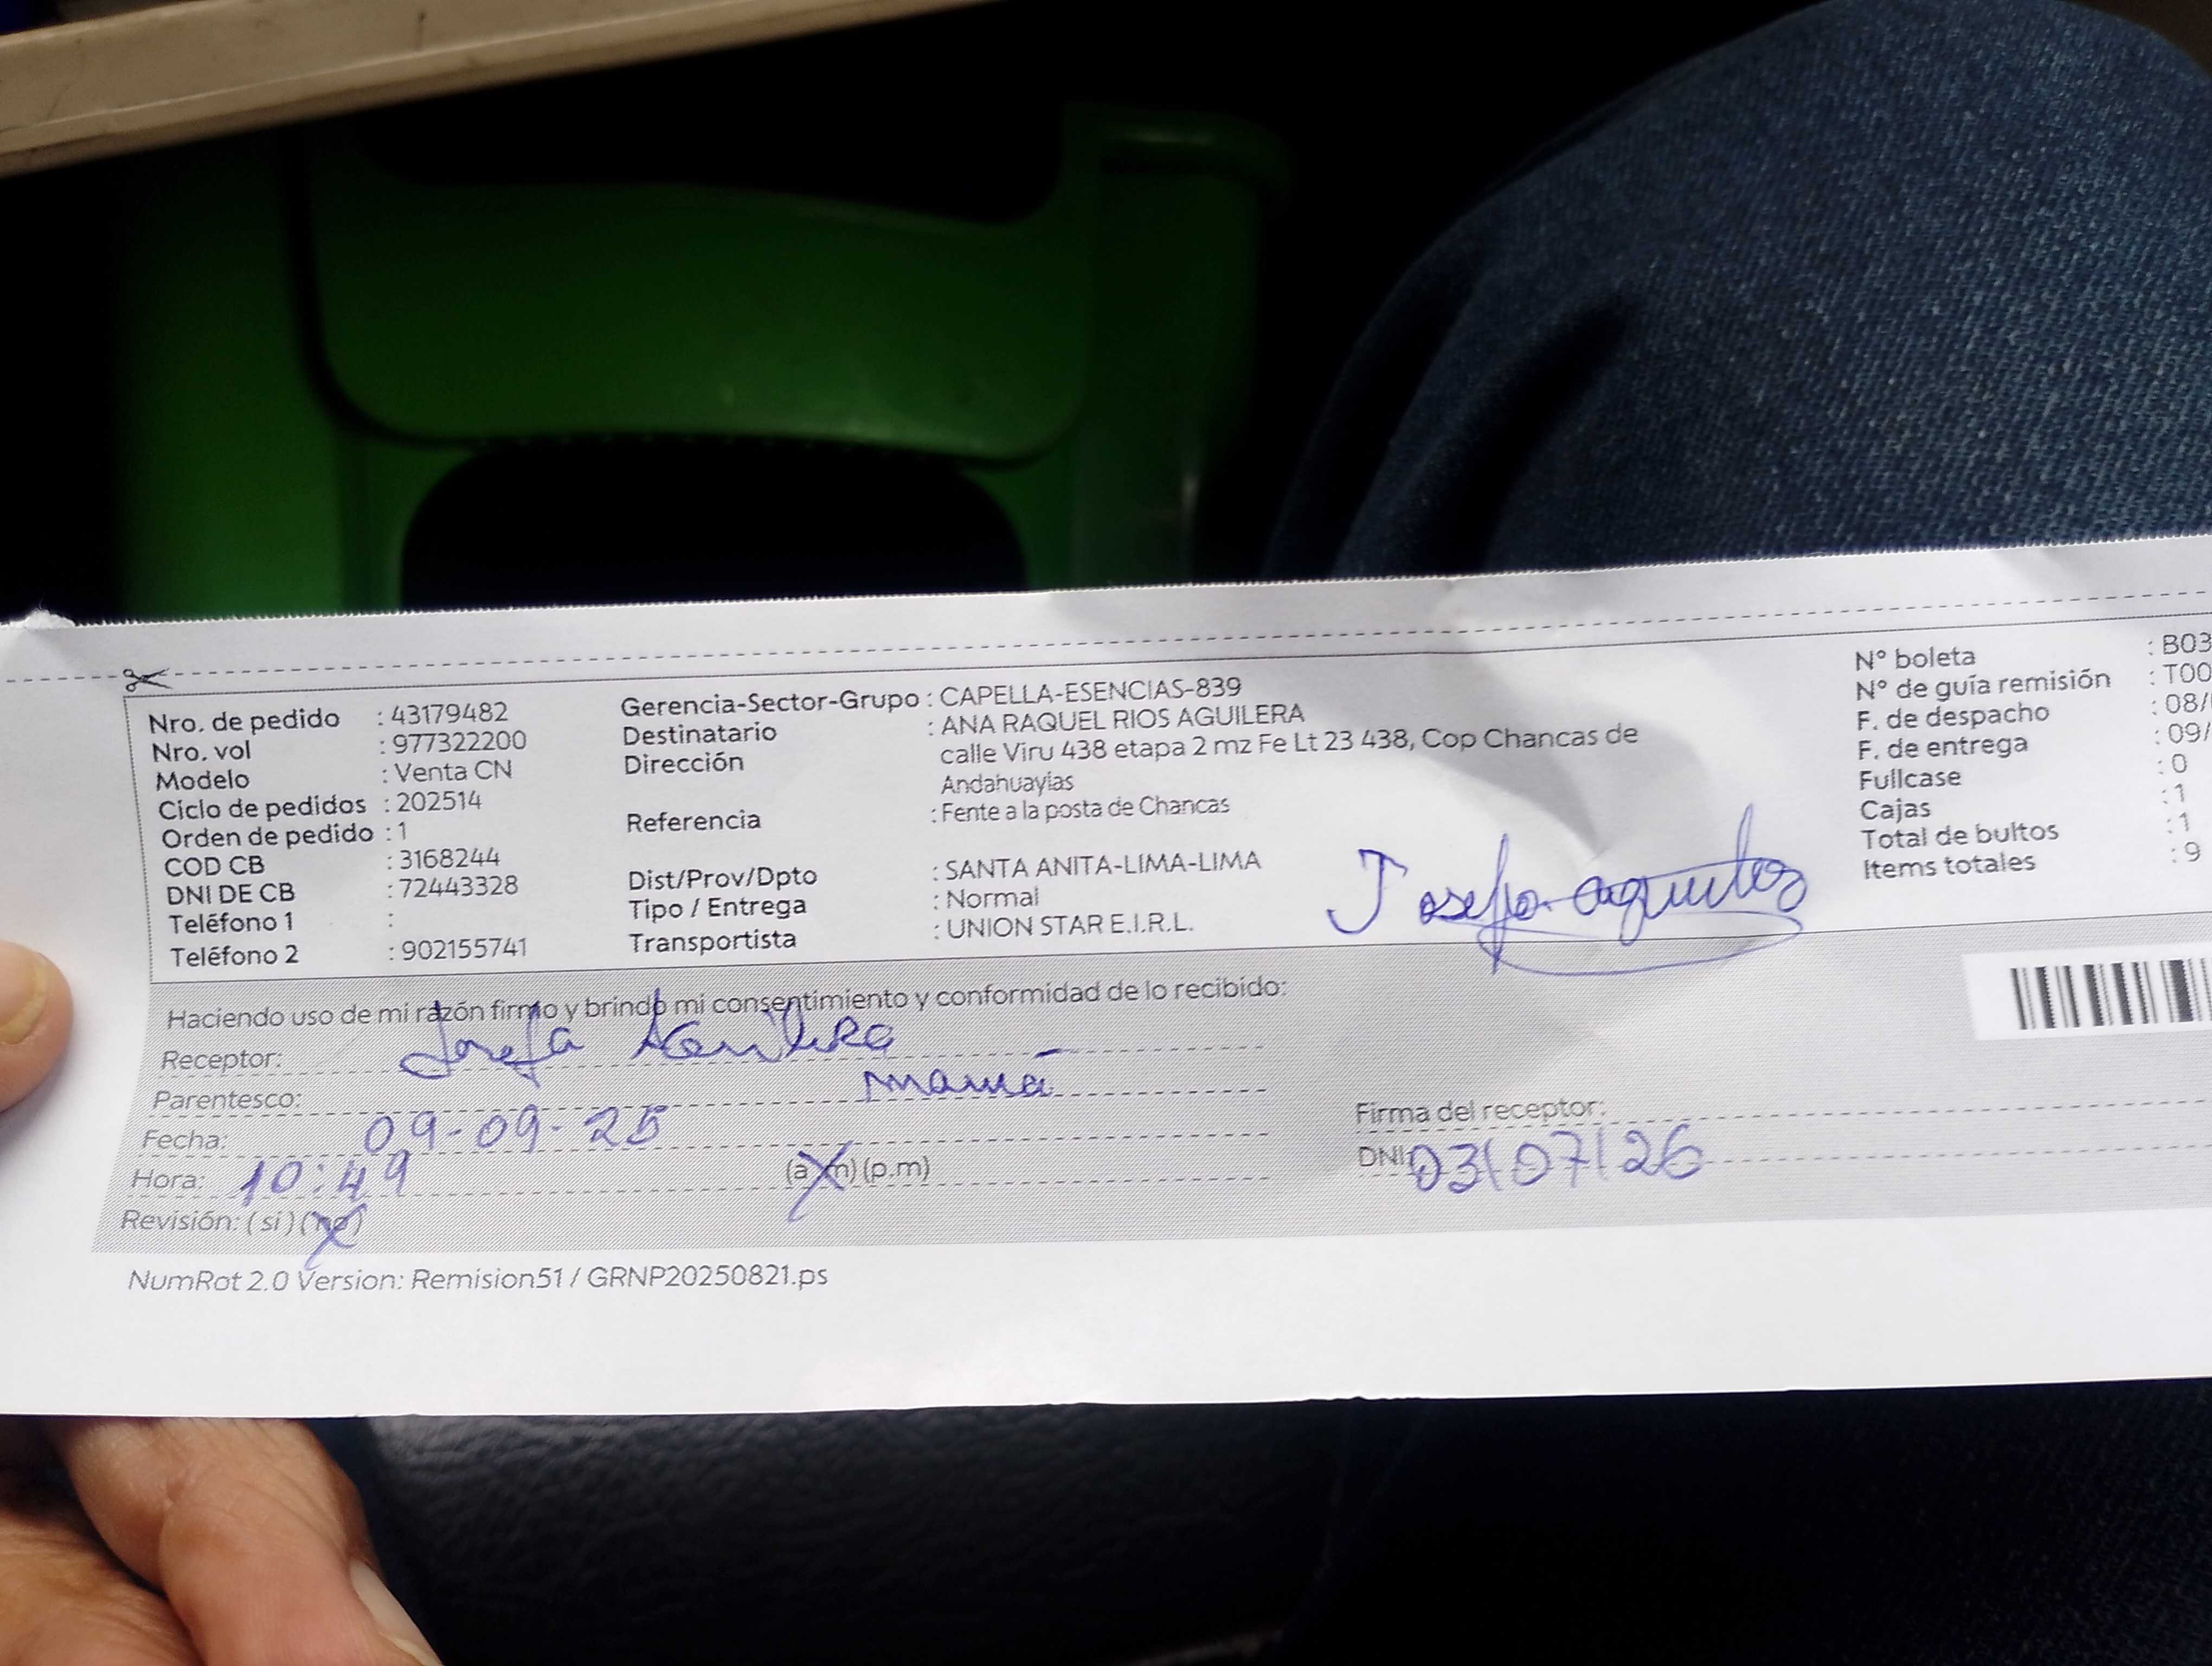 Nro. de pedido : 43179482
Nro. vol : 977322200
Modelo : Venta CN
Ciclo de pedidos : 202514
Orden de pedido : 1
COD CB : 3168244
DNI DE CB : 72443328
Teléfono 1 :
Teléfono 2 : 902155741
Gerencia-Sector-Grupo : CAPELLA-ESENCIAS-839
Destinatario : ANA RAQUEL RIOS AGUILERA
Dirección calle Viru 438 etapa 2 mz Fe Lt 23 438, Cop Chancas de
Andahuaylas
Referencia : Fente a la posta de Chancas
Dist/Prov/Dpto : SANTA ANITA-LIMA-LIMA
Tipo / Entrega : Normal
Transportista : UNION STAR E.I.R.L.
N° boleta : B03
N° de guía remisión : T00
F. de despacho : 08/
F. de entrega : 09/
Fullcase : 0
Cajas : 1
Total de bultos : 1
Items totales : 9
Haciendo uso de mi razón firmo y brindo mi consentimiento y conformidad de lo recibido:
Receptor: Josefa Aguilera
Parentesco: mamá
Fecha: 09-09-25
Hora: 10:49 (a.m) (p.m)
Revisión: (si) (no)
Firma del receptor:
DNI: 03107126
NumRot 2.0 Version: Remision51 / GRNP20250821.ps